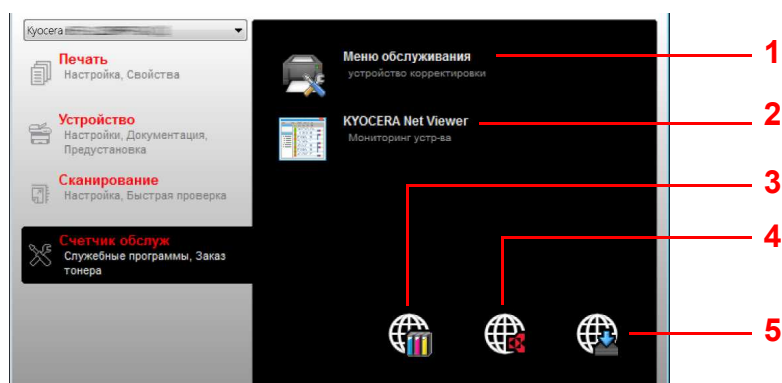 Kyocera
Печать
Настройка, Свойства
Устройство
Настройки, Документация,
Предустановка
Сканирование
Настройка, Быстрая проверка
Счетчик обслуж
Служебные программы, Заказ
тонера
Меню обслуживания
устройство корректировки
KYOCERA Net Viewer
Мониторинг устр-ва
1
2
3
4
5